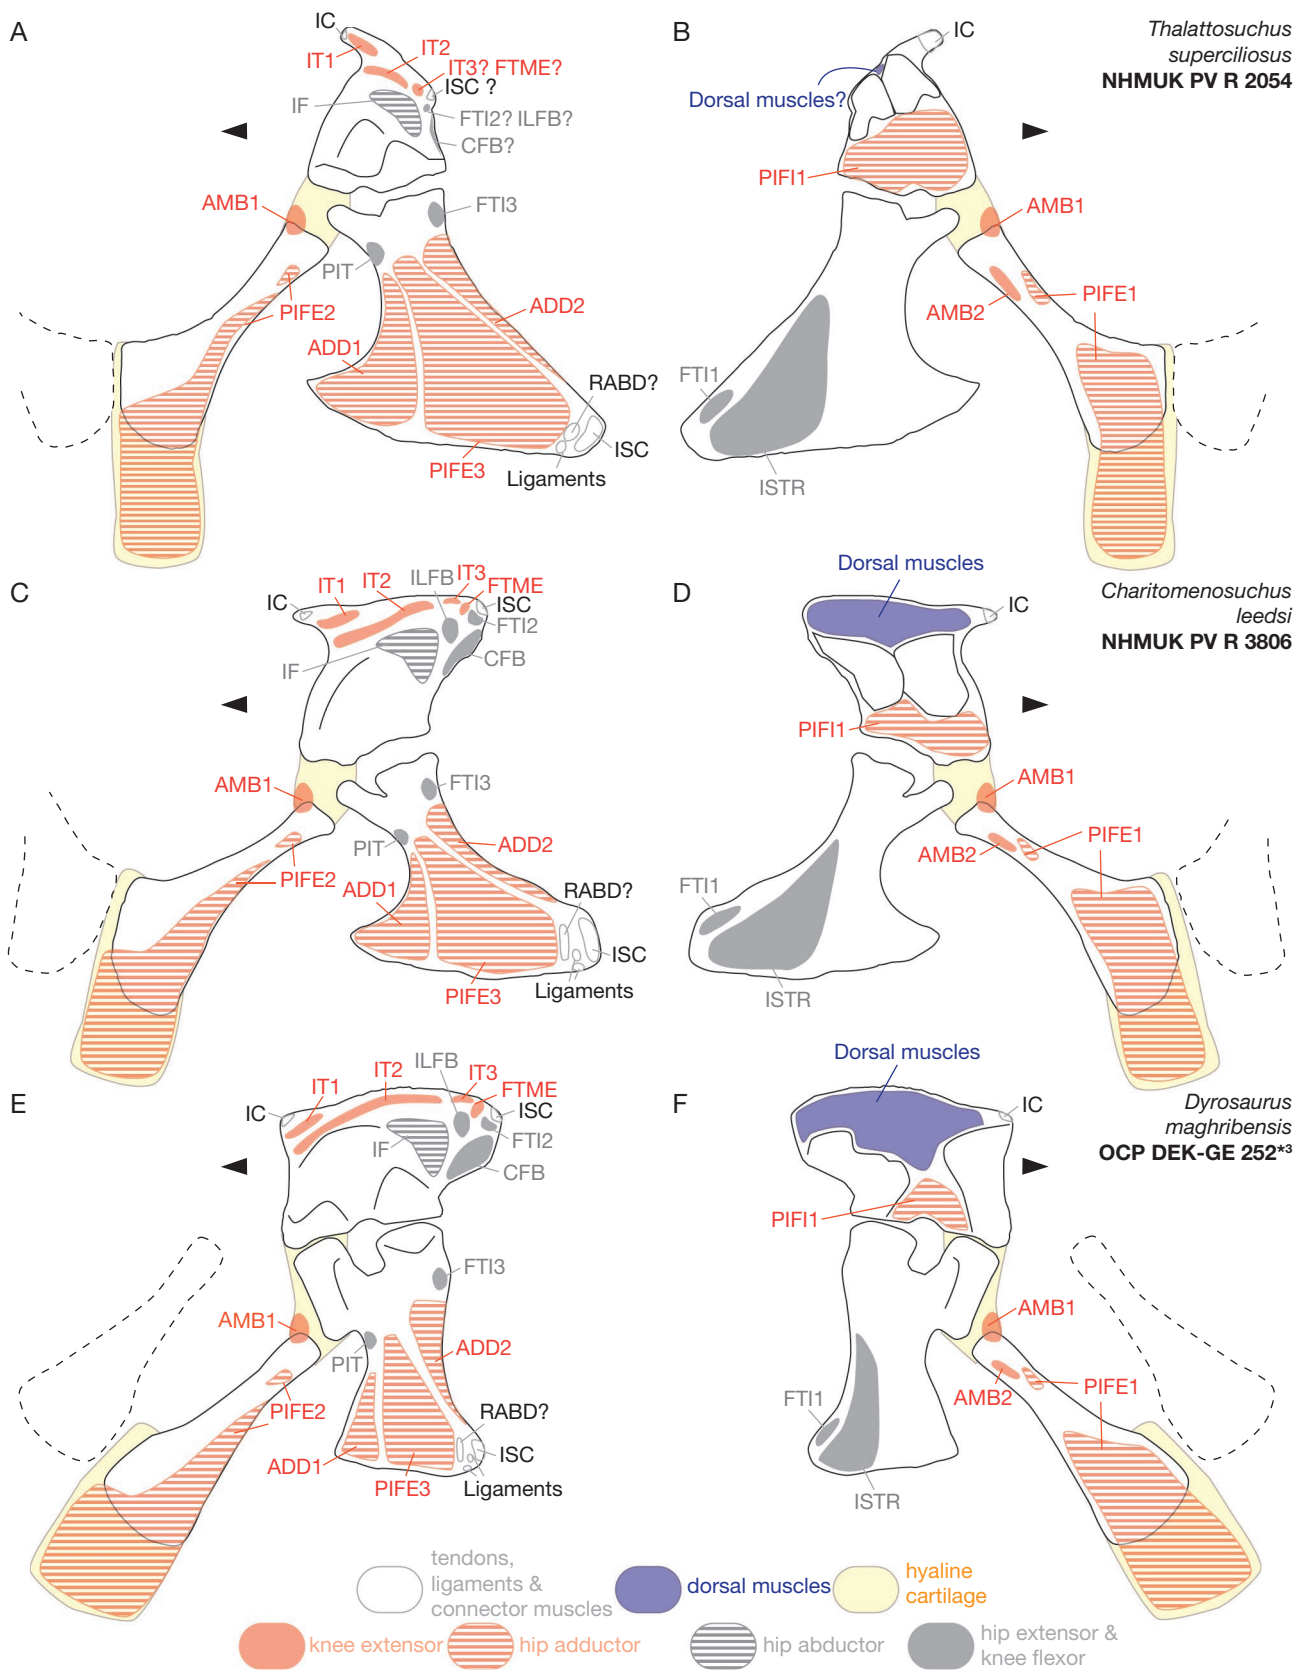 A
IC
IT1
IT2
IT3? FTME?
ISC ?
IF
FTI2? ILFB?
CFB?
AMB1
FTI3
PIT
PIFE2
ADD2
ADD1
RABD?
ISC
PIFE3
Ligaments
B
IC
Thalattosuchus
superciliosus
NHMUK PV R 2054
Dorsal muscles?
PIFI1
AMB1
AMB2
PIFE1
FTI1
ISTR
C
IC
IT1
IT2
ILFB
IT3
FTME
ISC
FTI2
IF
CFB
AMB1
FTI3
PIT
ADD2
PIFE2
ADD1
RABD?
ISC
PIFE3
Ligaments
D
Dorsal muscles
IC
Charitomenosuchus
leedsi
NHMUK PV R 3806
PIFI1
AMB1
AMB2
PIFE1
FTI1
ISTR
E
IC
IT1
IT2
ILFB
IT3
FTME
ISC
FTI2
IF
CFB
FTI3
AMB1
PIT
ADD2
PIFE2
RABD?
ADD1
ISC
PIFE3
Ligaments
F
Dorsal muscles
IC
Dyrosaurus
maghribensis
OCP DEK-GE 252*³
PIFI1
AMB1
AMB2
PIFE1
FTI1
ISTR
tendons,
ligaments &
connector muscles
dorsal muscles
hyaline
cartilage
knee extensor
hip adductor
hip abductor
hip extensor &
knee flexor